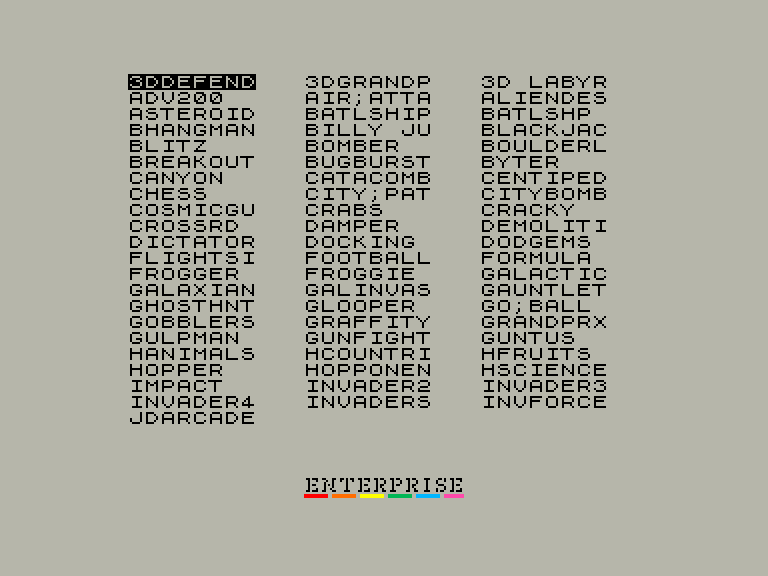 3DDEFEND 3DGRANDP 3D LABYR
ADV200 AIR;ATTA ALIENDES
ASTEROID BATLSHIP BATLSHP
BHANGMAN BILLY JU BLACKJAC
BLITZ BOMBER BOULDERL
BREAKOUT BUGBURST BYTER
CANYON CATACOMB CENTIPED
CHESS CITY;PAT CITYBOMB
COSMICGU CRABS CRACKY
CROSSRD DAMPER DEMOLITI
DICTATOR DOCKING DODGEMS
FLIGHTSI FOOTBALL FORMULA
FROGGER FROGGIE GALACTIC
GALAXIAN GALINVAS GAUNTLET
GHOSTHNT GLOOPER GO;BALL
GOBBLERS GRAFFITY GRANDPRX
GULPMAN GUNFIGHT GUNTUS
HANIMALS HCOUNTRI HFRUITS
HOPPER HOPPONEN HSCIENCE
IMPACT INVADER2 INVADER3
INVADER4 INVADERS INVFORCE
JDARCADE
ENTERPRISE